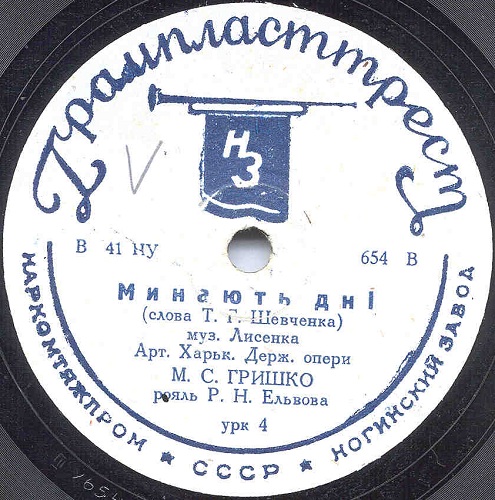 Грампласттрест
НЗ
В 41 НУ
654 В
Минають дні
(слова Т. Г. Шевченка)
муз. Лисенка
Арт. Харьк. Держ. опери
М. С. ГРИШКО
рояль Р. Н. Ельвова
урк 4
НАРКОМТЯЖПРОМ ★ СССР ★ НОГИНСКИЙ ЗАВОД